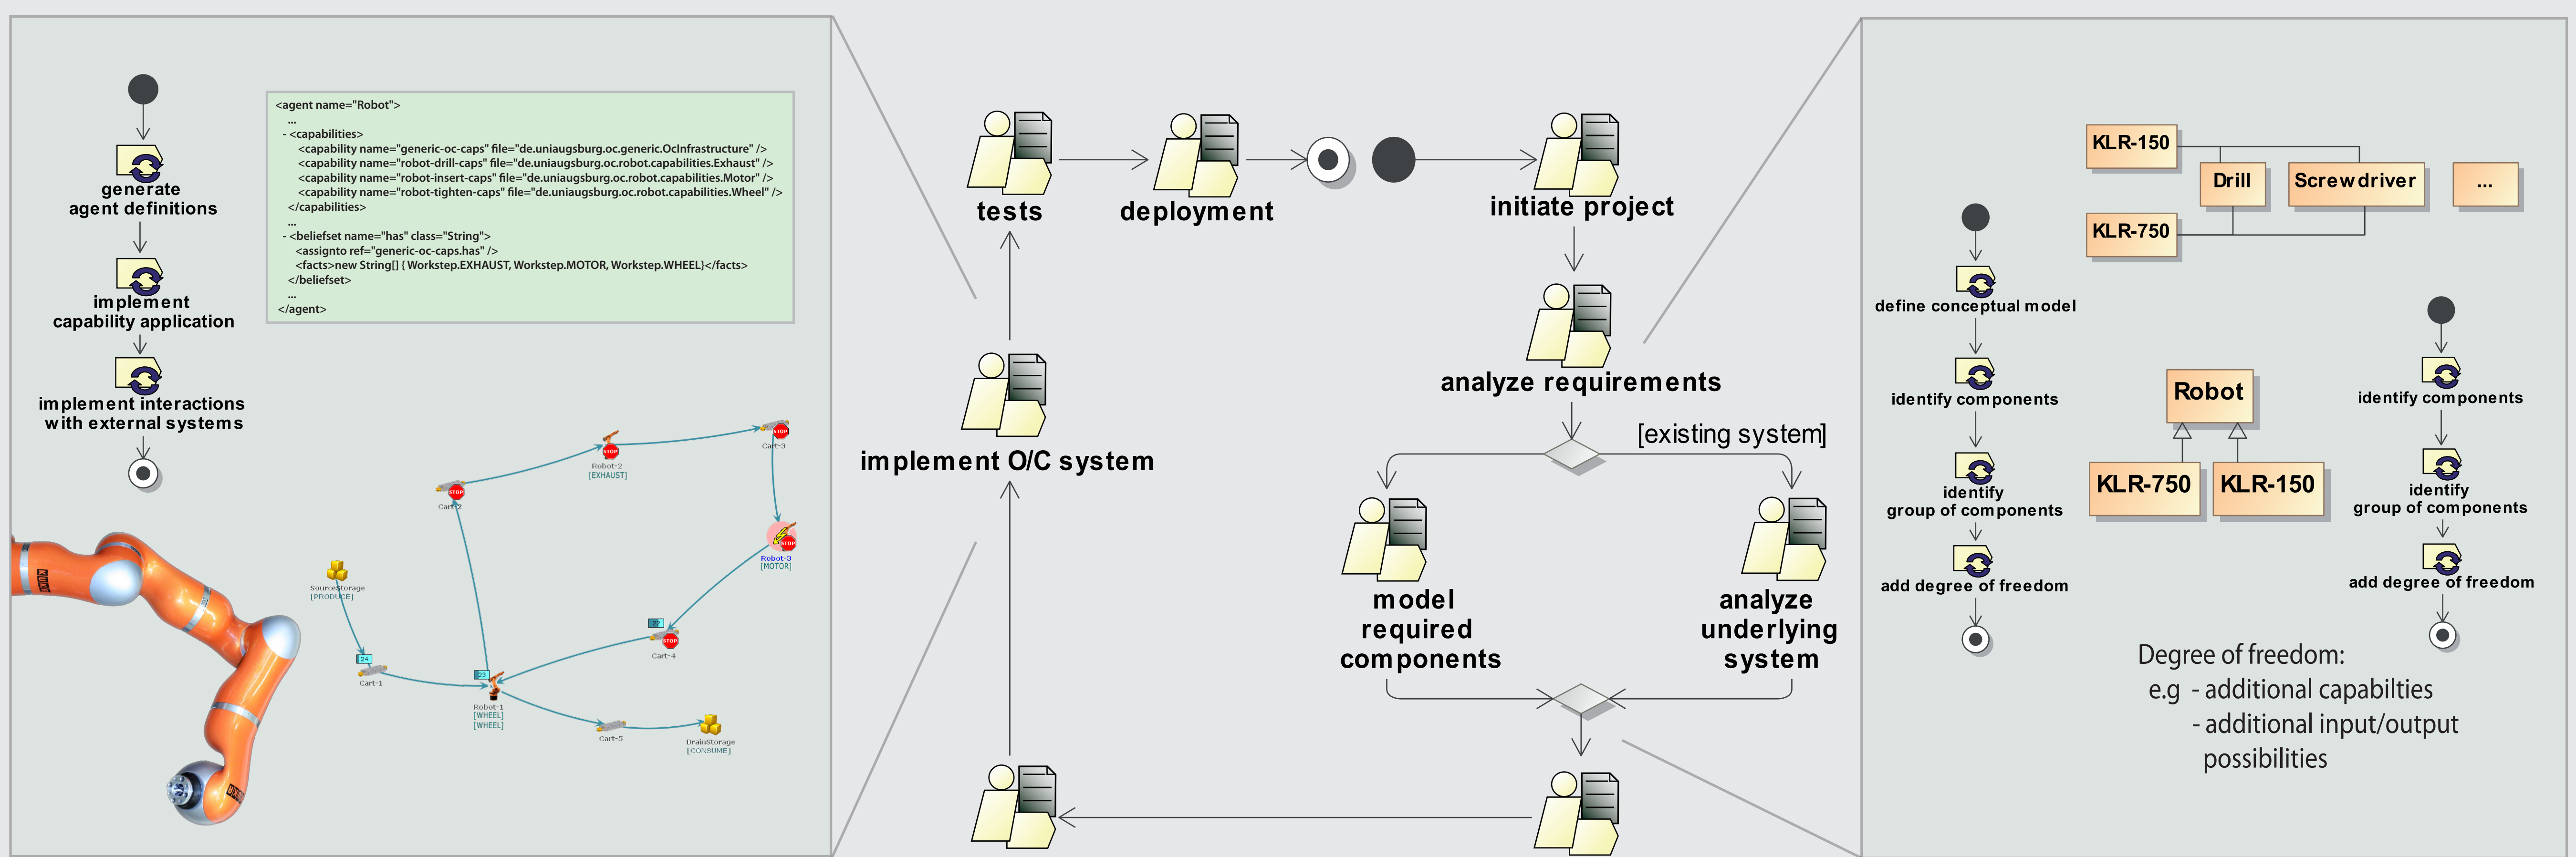 generate
agent definitions
implement
capability application
implement interactions
with external systems
<agent name="Robot">
...
- <capabilities>
<capability name="generic-oc-caps" file="de.uniaugsburg.oc.generic.OcInfrastructure" />
<capability name="robot-drill-caps" file="de.uniaugsburg.oc.robot.capabilities.Exhaust" />
<capability name="robot-insert-caps" file="de.uniaugsburg.oc.robot.capabilities.Motor" />
<capability name="robot-tighten-caps" file="de.uniaugsburg.oc.robot.capabilities.Wheel" />
</capabilities>
...
- <beliefset name="has" class="String">
<assignto ref="generic-oc-caps.has" />
<facts>new String[] { Workstep.EXHAUST, Workstep.MOTOR, Workstep.WHEEL}</facts>
</beliefset>
...
</agent>
STOP
Cart-3
STOP
Robot-2
[EXHAUST]
STOP
Cart-2
STOP
Robot-3
[MOTOR]
SourceStorage
[PRODUCE]
STOP
Cart-4
24
Cart-1
23
Robot-1
[WHEEL]
[WHEEL]
Cart-5
DrainStorage
[CONSUME]
KUKA
tests
deployment
initiate project
analyze requirements
[existing system]
implement O/C system
model
required
components
analyze
underlying
system
KLR-150
Drill
Screwdriver
...
KLR-750
define conceptual model
identify components
identify
group of components
add degree of freedom
Robot
KLR-750
KLR-150
identify components
identify
group of components
add degree of freedom
Degree of freedom:
e.g - additional capabilties
- additional input/output
possibilities